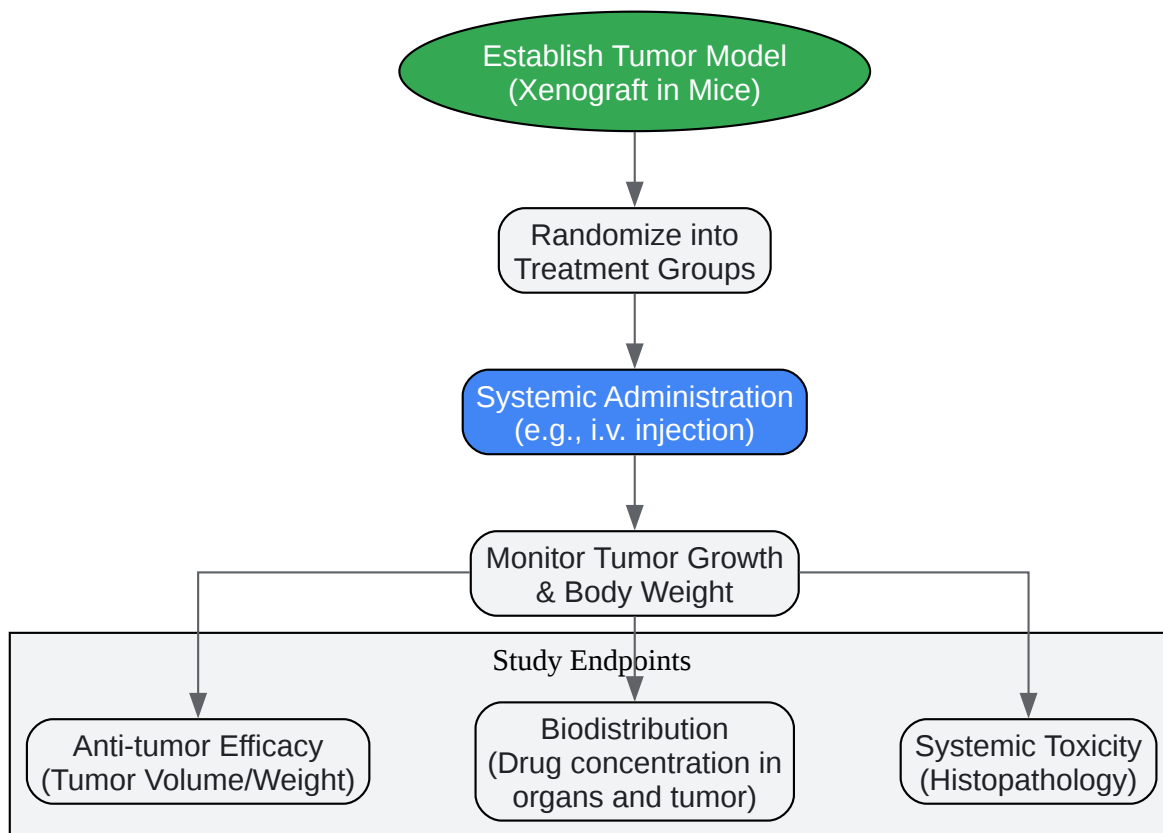 Establish Tumor Model
(Xenograft in Mice)
Randomize into
Treatment Groups
Systemic Administration
(e.g., i.v. injection)
Monitor Tumor Growth
& Body Weight
Study Endpoints
Anti-tumor Efficacy
(Tumor Volume/Weight)
Biodistribution
(Drug concentration in
organs and tumor)
Systemic Toxicity
(Histopathology)